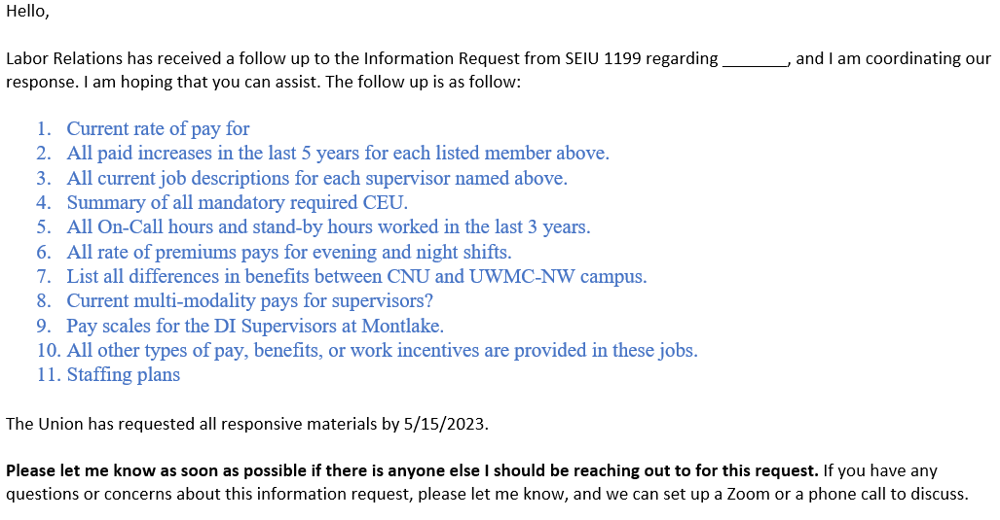 Hello,
Labor Relations has received a follow up to the Information Request from SEIU 1199 regarding _______, and I am coordinating our
response. I am hoping that you can assist. The follow up is as follow:
1. Current rate of pay for
2. All paid increases in the last 5 years for each listed member above.
3. All current job descriptions for each supervisor named above.
4. Summary of all mandatory required CEU.
5. All On-Call hours and stand-by hours worked in the last 3 years.
6. All rate of premiums pays for evening and night shifts.
7. List all differences in benefits between CNU and UWMC-NW campus.
8. Current multi-modality pays for supervisors?
9. Pay scales for the DI Supervisors at Montlake.
10. All other types of pay, benefits, or work incentives are provided in these jobs.
11. Staffing plans
The Union has requested all responsive materials by 5/15/2023.
Please let me know as soon as possible if there is anyone else I should be reaching out to for this request. If you have any
questions or concerns about this information request, please let me know, and we can set up a Zoom or a phone call to discuss.